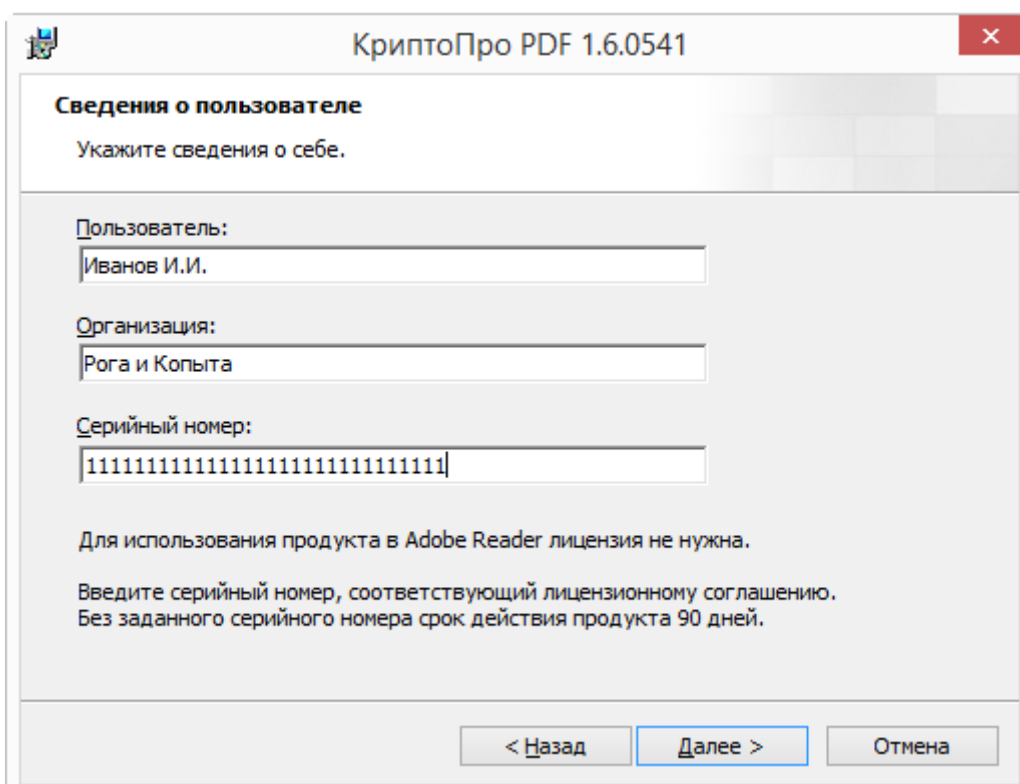 КриптоПро PDF 1.6.0541
Сведения о пользователе
Укажите сведения о себе.
Пользователь:
Иванов И.И.
Организация:
Рога и Копыта
Серийный номер:
11111111111111111111111111111
Для использования продукта в Adobe Reader лицензия не нужна.
Введите серийный номер, соответствующий лицензионному соглашению.
Без заданного серийного номера срок действия продукта 90 дней.
< Назад Далее > Отмена